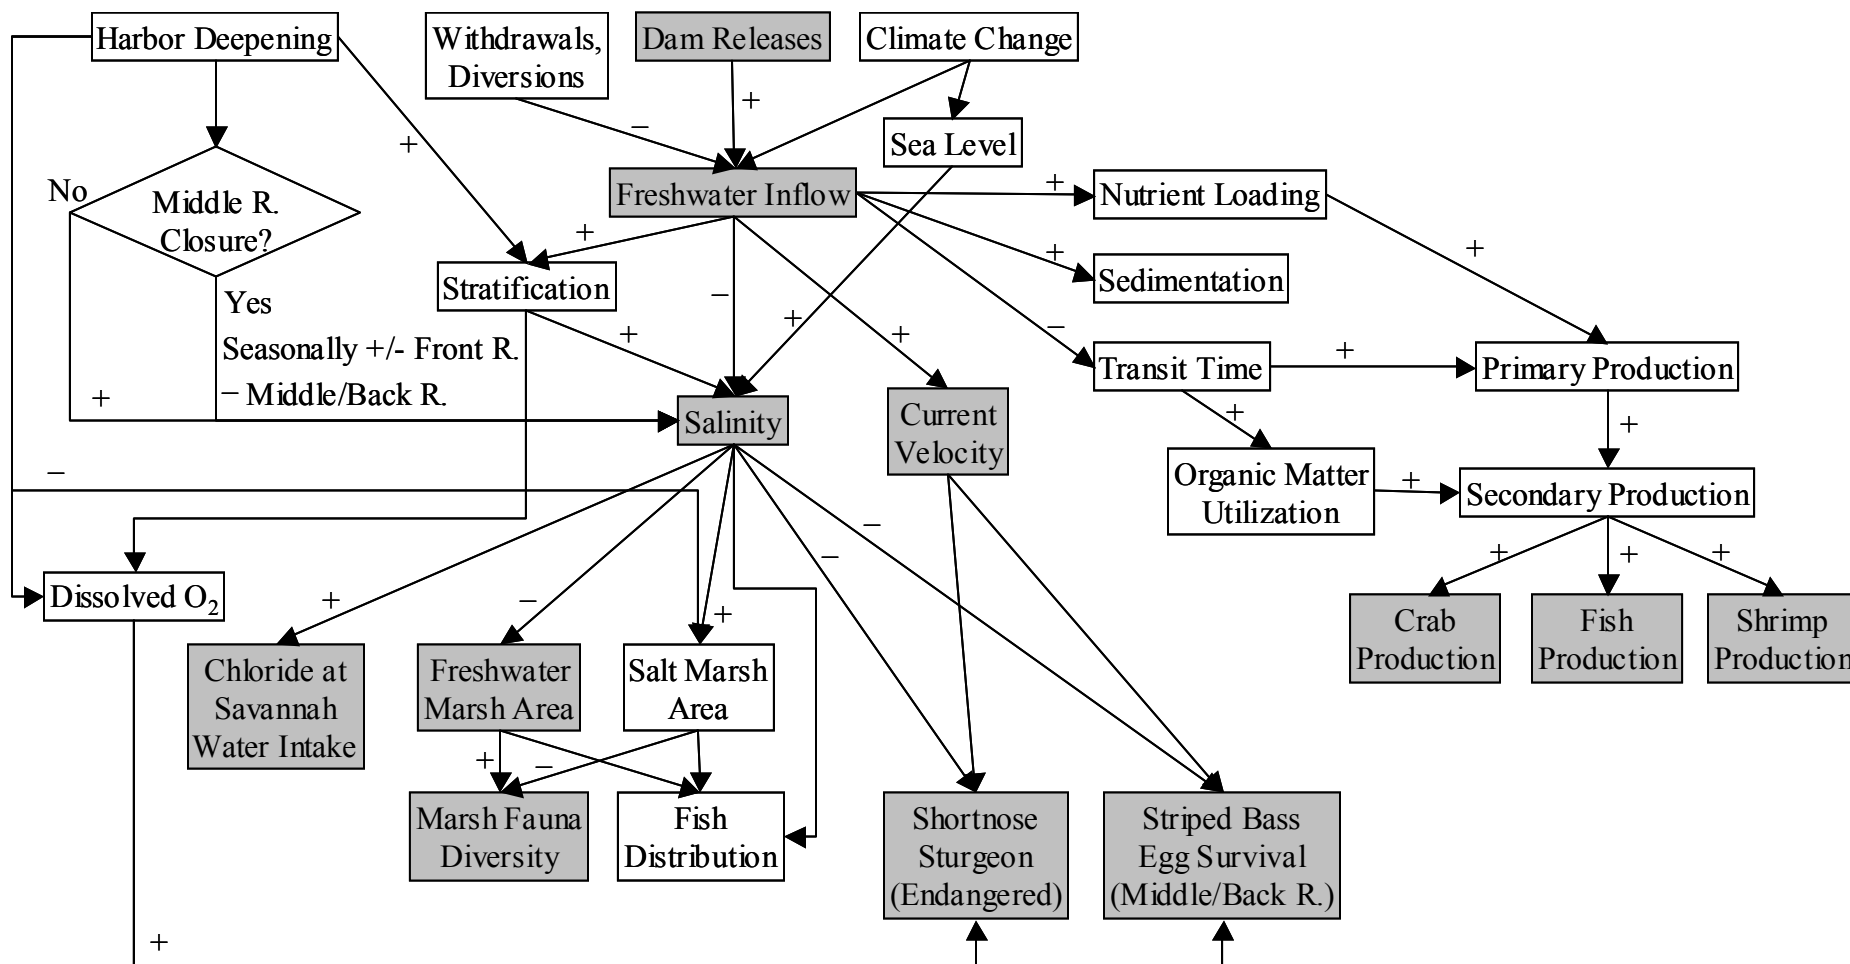 Harbor Deepening
Withdrawals,
Diversions
Dam Releases
Climate Change
+
−
+
Sea Level
No
Middle R.
Closure?
Freshwater Inflow
+
Nutrient Loading
+
+
+
Sedimentation
Stratification
Yes
−
+
+
+
−
Seasonally +/- Front R.
− Middle/Back R.
Transit Time
+
Primary Production
+
Salinity
Current
Velocity
+
+
−
Organic Matter
Utilization
+
Secondary Production
−
−
+
+
+
Dissolved O₂
+
−
+
Crab
Production
Fish
Production
Shrimp
Production
Chloride at
Savannah
Water Intake
Freshwater
Marsh Area
Salt Marsh
Area
+
−
Marsh Fauna
Diversity
Fish
Distribution
Shortnose
Sturgeon
(Endangered)
Striped Bass
Egg Survival
(Middle/Back R.)
+